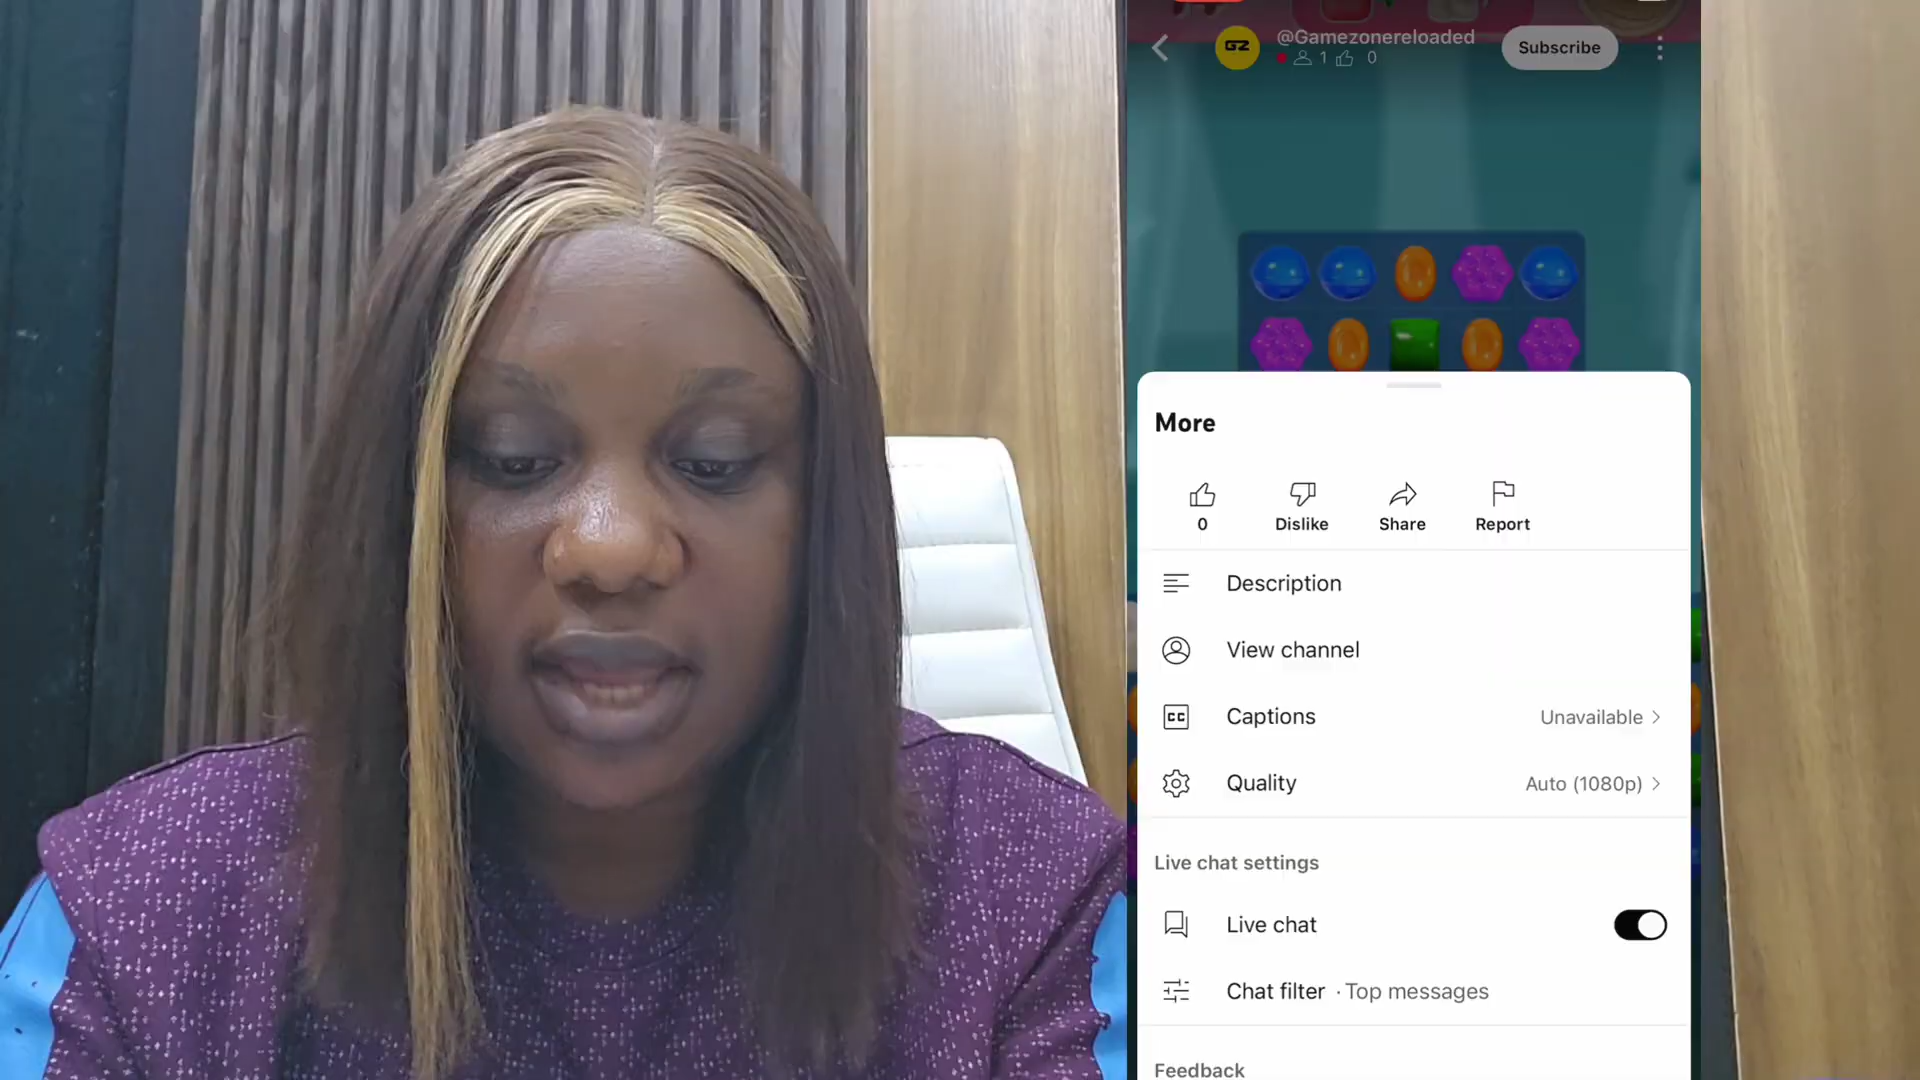 GZ
@Gamezonereloaded
1 0
Subscribe
More
0
Dislike
Share
Report
Description
View channel
CC
Captions
Unavailable
Quality
Auto (1080p)
Live chat settings
Live chat
Chat filter · Top messages
Feedback